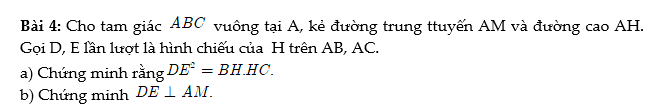 Bài 4: Cho tam giác ABC vuông tại A, kẻ đường trung ttuyến AM và đường cao AH.
Gọi D, E lần lượt là hình chiếu của H trên AB, AC.
a) Chứng minh rằng DE² = BH.HC.
b) Chứng minh DE ⊥ AM.